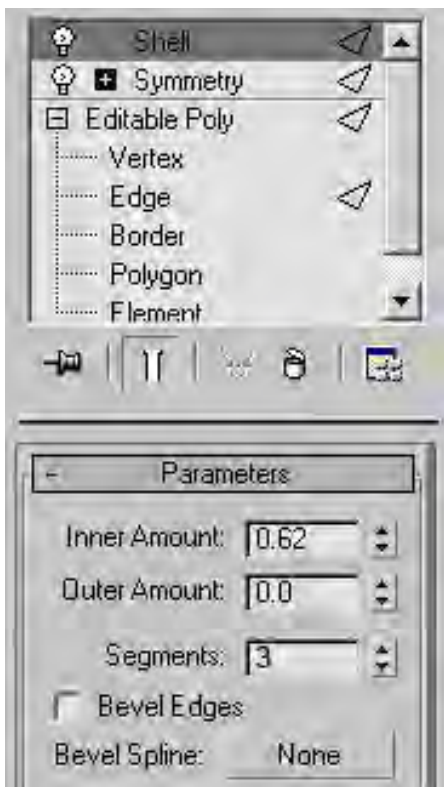 Shell
Symmetry
Editable Poly
Vertex
Edge
Border
Polygon
Element
Parameters
Inner Amount: 0.62
Outer Amount: 0.0
Segments: 3
Bevel Edges
Bevel Spline: None